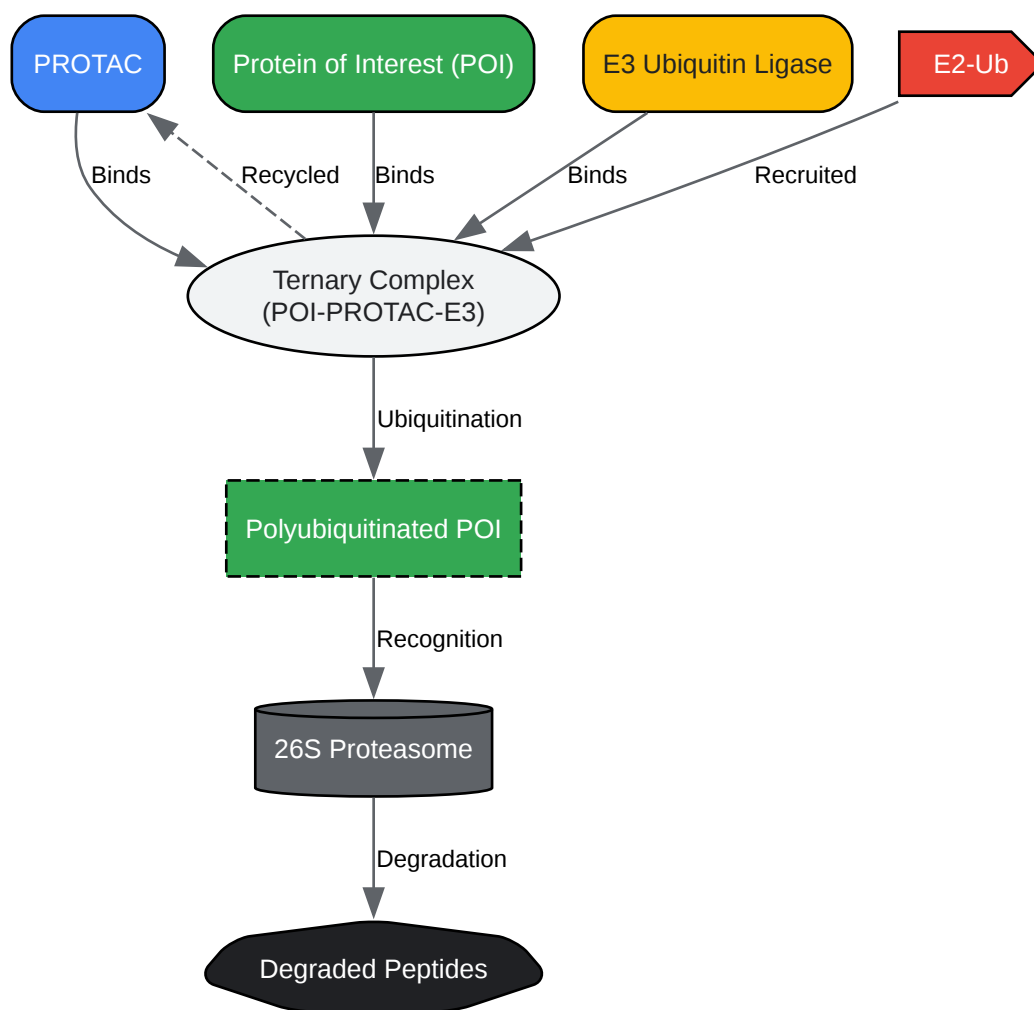 PROTAC
Protein of Interest (POI)
E3 Ubiquitin Ligase
E2-Ub
Binds
Recycled
Binds
Binds
Recruited
Ternary Complex
(POI-PROTAC-E3)
Ubiquitination
Polyubiquitinated POI
Recognition
26S Proteasome
Degradation
Degraded Peptides